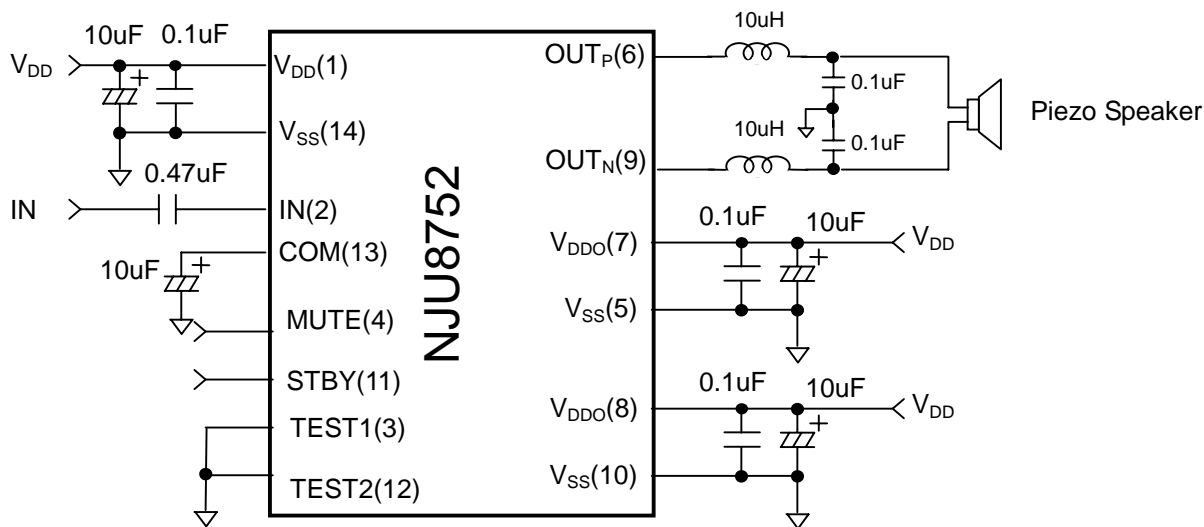 10uF 0.1uF
V_DD
V_DD(1)
V_SS(14)
0.47uF
IN
IN(2)
COM(13)
10uF
+
+
MUTE(4)
STBY(11)
TEST1(3)
TEST2(12)
NJU8752
10uH
OUT_P(6)
0.1uF
Piezo Speaker
10uH
0.1uF
OUT_N(9)
0.1uF 10uF
V_DDO(7)
V_DD
+
V_SS(5)
0.1uF 10uF
V_DDO(8)
V_DD
+
V_SS(10)